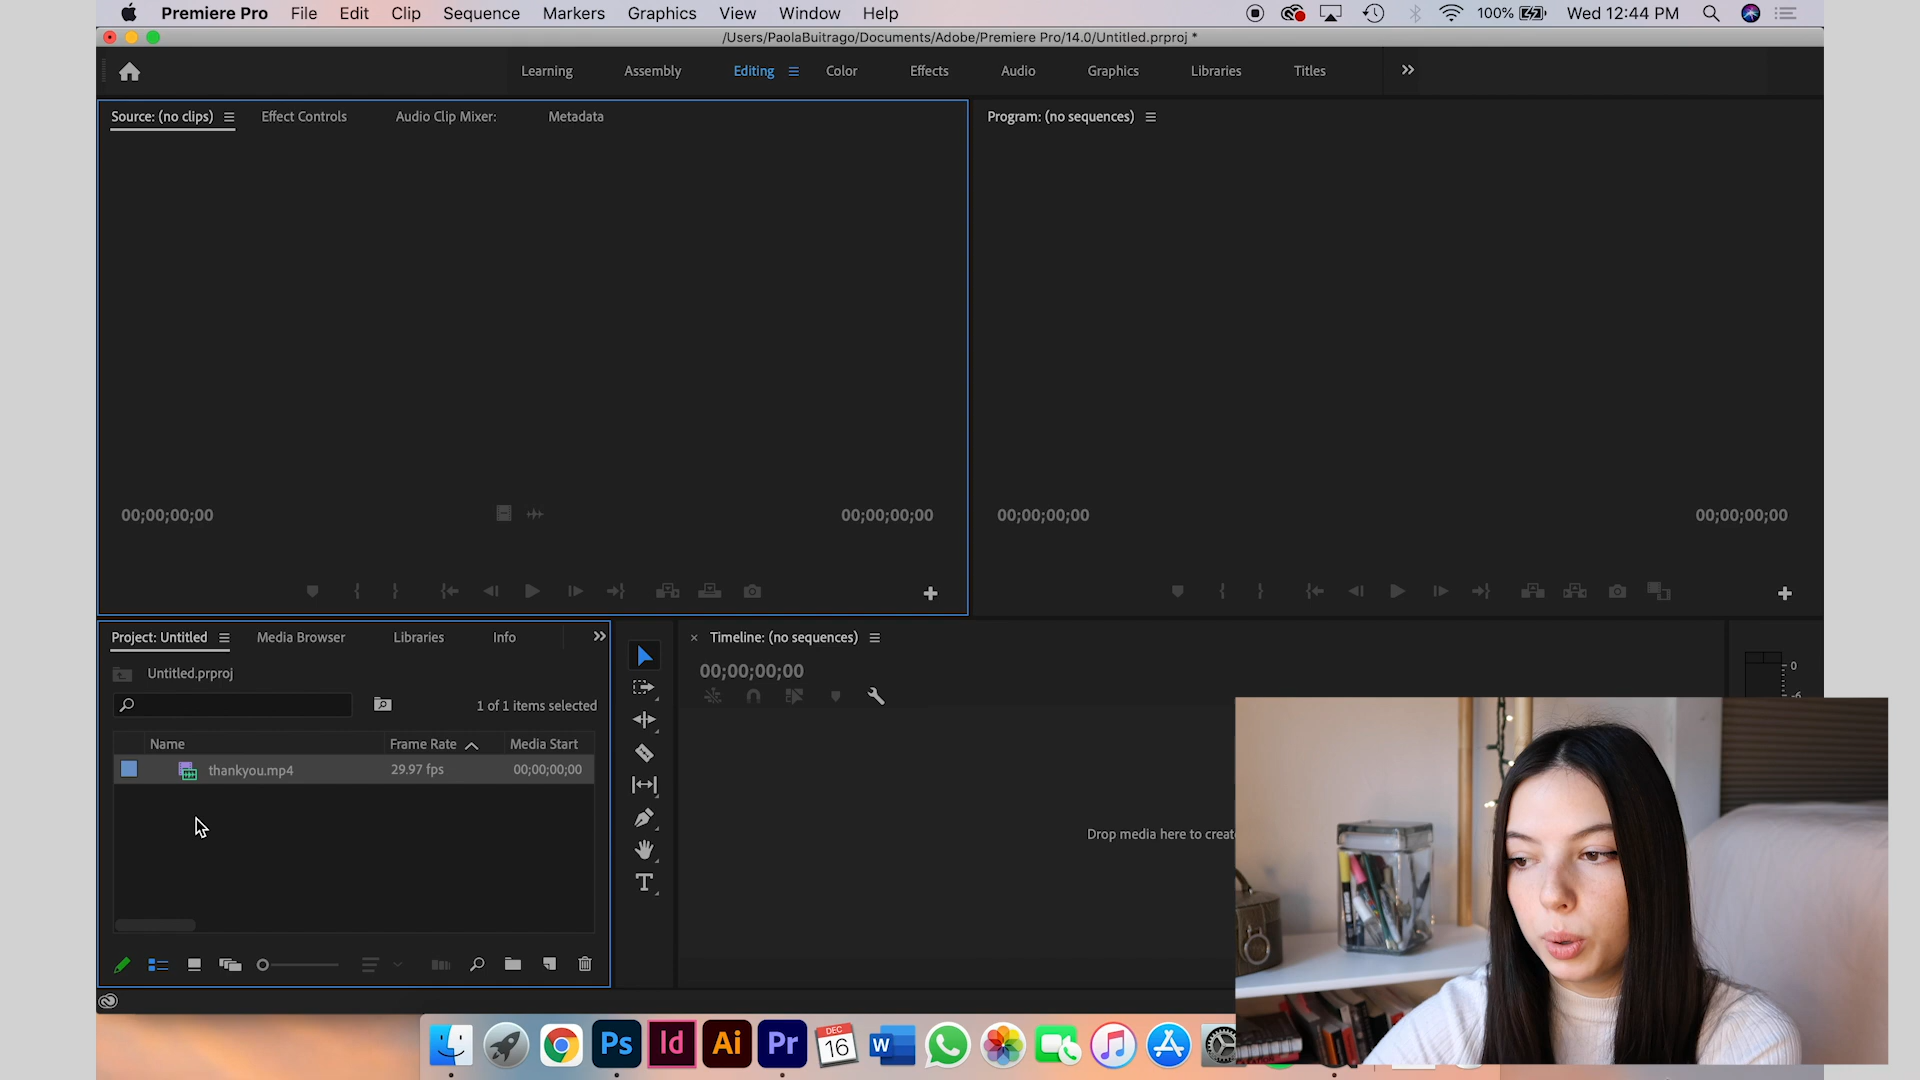 Premiere Pro File Edit Clip Sequence Markers Graphics View Window Help 100% Wed 12:44 PM
/Users/PaolaBuitrago/Documents/Adobe/Premiere Pro/14.0/Untitled.prproj *
Learning Assembly Editing Color Effects Audio Graphics Libraries Titles
Source: (no clips) Effect Controls Audio Clip Mixer: Metadata
Program: (no sequences)
00;00;00;00 00;00;00;00
00;00;00;00 00;00;00;00
Project: Untitled Media Browser Libraries Info
Untitled.prproj
1 of 1 items selected
Name Frame Rate Media Start
thankyou.mp4 29.97 fps 00;00;00;00
Timeline: (no sequences)
00;00;00;00
Drop media here to create
0
-6
Ps Id Ai Pr DEC 16 W